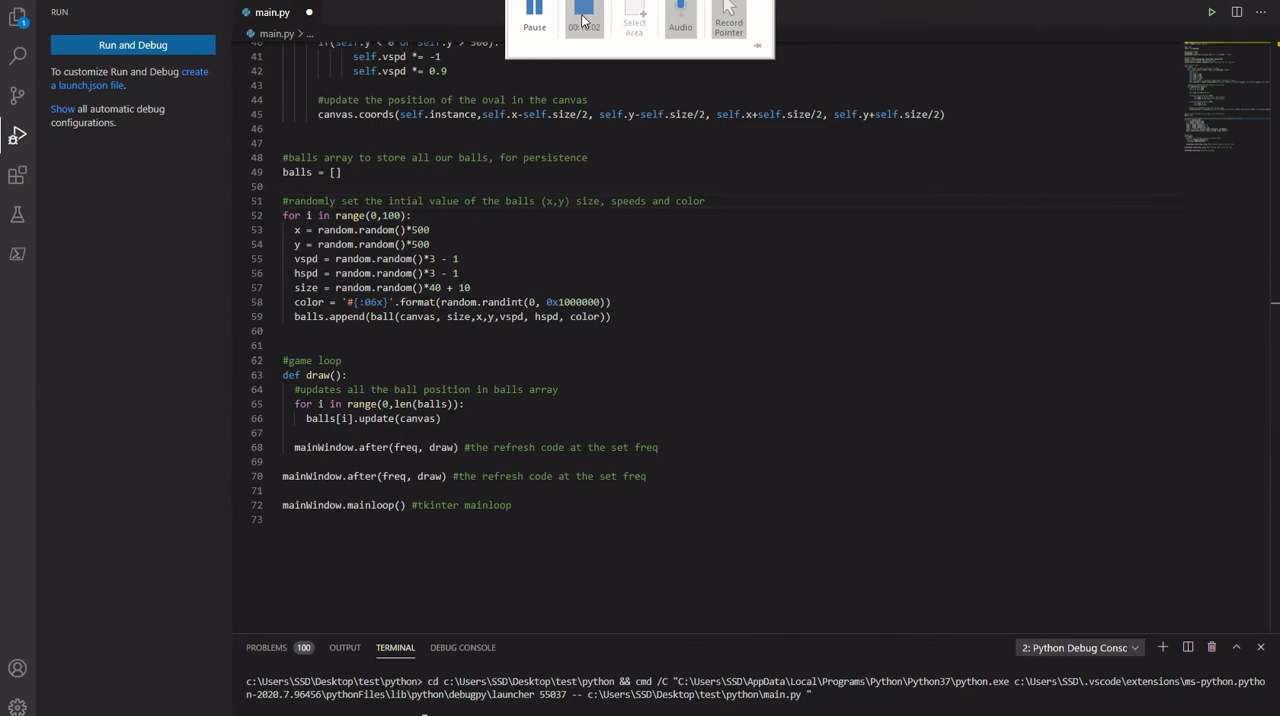 RUN
main.py
Pause
Select Area
Audio
Record Pointer
main.py > ...
Run and Debug
To customize Run and Debug create
a launch.json file.
Show all automatic debug
configurations.
41 self.vspd *= -1
42 self.vspd *= 0.9
43
44 #update the position of the oval in the canvas
45 canvas.coords(self.instance,self.x-self.size/2, self.y-self.size/2, self.x+self.size/2, self.y+self.size/2)
46
47
48 #balls array to store all our balls, for persistence
49 balls = []
50
51 #randomly set the intial value of the balls (x,y) size, speeds and color
52 for i in range(0,100):
53 x = random.random()*500
54 y = random.random()*500
55 vspd = random.random()*3 - 1
56 hspd = random.random()*3 - 1
57 size = random.random()*40 + 10
58 color = '#{:06x}'.format(random.randint(0, 0x1000000))
59 balls.append(ball(canvas, size,x,y,vspd, hspd, color))
60
61
62 #game loop
63 def draw():
64 #updates all the ball position in balls array
65 for i in range(0,len(balls)):
66 balls[i].update(canvas)
67
68 mainWindow.after(freq, draw) #the refresh code at the set freq
69
70 mainWindow.after(freq, draw) #the refresh code at the set freq
71
72 mainWindow.mainloop() #tkinter mainloop
73
PROBLEMS 100 OUTPUT TERMINAL DEBUG CONSOLE 2: Python Debug Consc
c:\Users\SSD\Desktop\test\python> cd c:\Users\SSD\Desktop\test\python && cmd /C "C:\Users\SSD\AppData\Local\Programs\Python\Python37\python.exe c:\Users\SSD\.vscode\extensions\ms-python.pytho
n-2020.7.96456\pythonFiles\lib\python\debugpy\launcher 55037 -- c:\Users\SSD\Desktop\test\python\main.py "